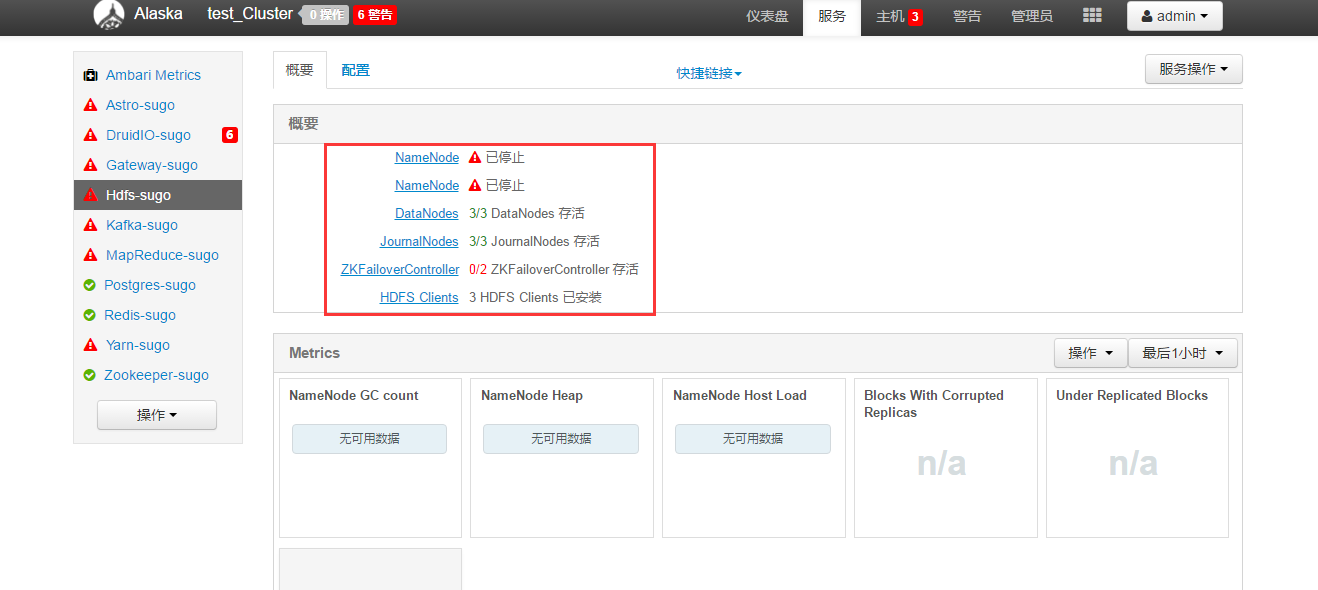 Alaska test_Cluster 0 操作 6 警告 仪表盘 服务 主机 3 警告 管理员 admin
Ambari Metrics
Astro-sugo
DruidIO-sugo 6
Gateway-sugo
Hdfs-sugo
Kafka-sugo
MapReduce-sugo
Postgres-sugo
Redis-sugo
Yarn-sugo
Zookeeper-sugo
操作
概要 配置 快捷链接 服务操作
概要
NameNode 已停止
NameNode 已停止
DataNodes 3/3 DataNodes 存活
JournalNodes 3/3 JournalNodes 存活
ZKFailoverController 0/2 ZKFailoverController 存活
HDFS Clients 3 HDFS Clients 已安装
Metrics 操作 最后1小时
NameNode GC count
无可用数据
NameNode Heap
无可用数据
NameNode Host Load
无可用数据
Blocks With Corrupted
Replicas
n/a
Under Replicated Blocks
n/a